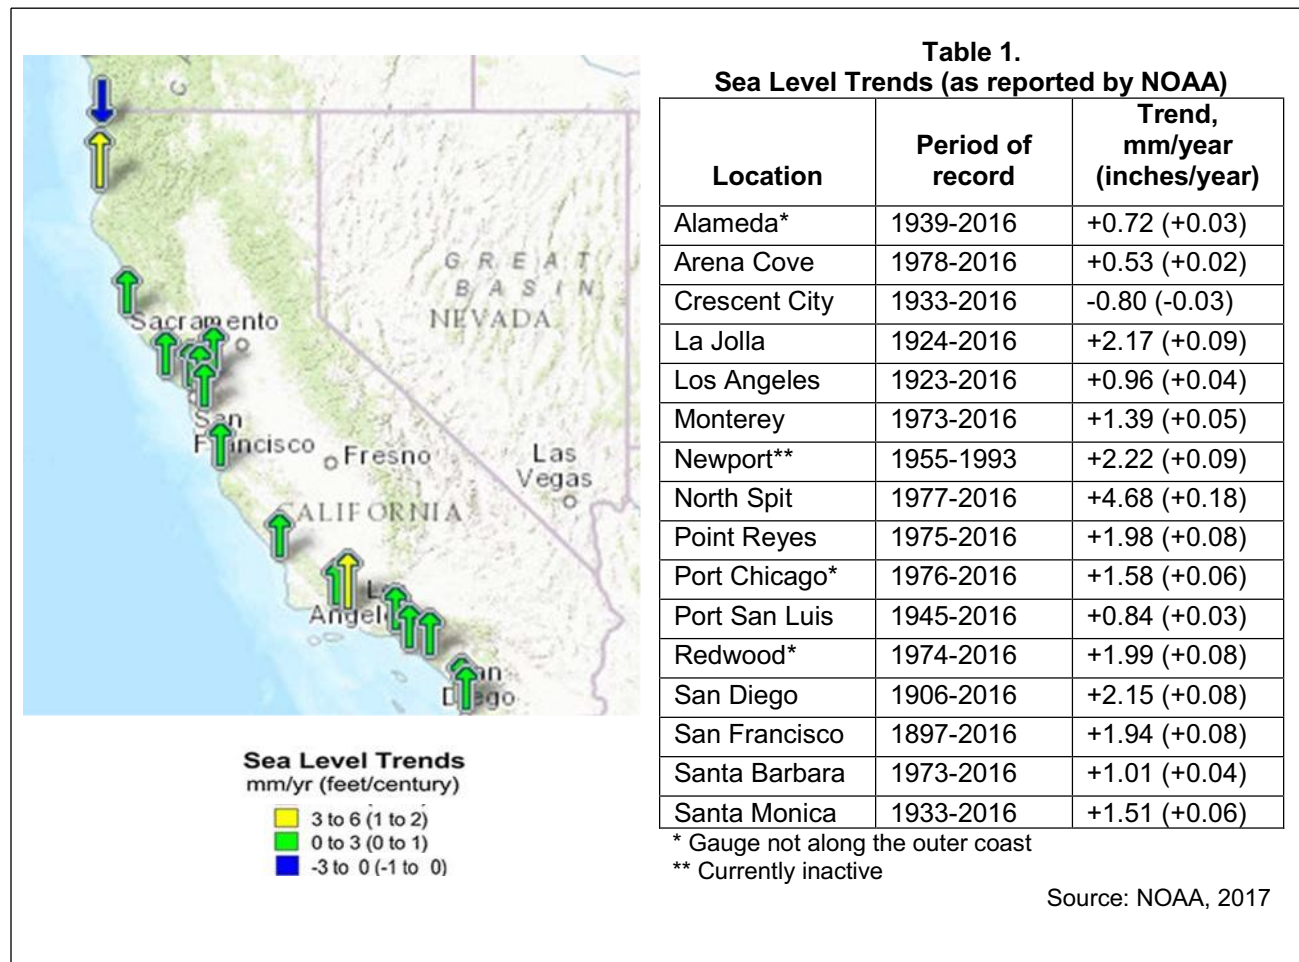 Sacramento
GREAT
BASIN
NEVADA
San
Francisco
Fresno
Las
Vegas
CALIFORNIA
Sea Level Trends
mm/yr (feet/century)
3 to 6 (1 to 2)
0 to 3 (0 to 1)
-3 to 0 (-1 to 0)
Table 1.
Sea Level Trends (as reported by NOAA)
Location Period of record Trend, mm/year (inches/year)
Alameda* 1939-2016 +0.72 (+0.03)
Arena Cove 1978-2016 +0.53 (+0.02)
Crescent City 1933-2016 -0.80 (-0.03)
La Jolla 1924-2016 +2.17 (+0.09)
Los Angeles 1923-2016 +0.96 (+0.04)
Monterey 1973-2016 +1.39 (+0.05)
Newport** 1955-1993 +2.22 (+0.09)
North Spit 1977-2016 +4.68 (+0.18)
Point Reyes 1975-2016 +1.98 (+0.08)
Port Chicago* 1976-2016 +1.58 (+0.06)
Port San Luis 1945-2016 +0.84 (+0.03)
Redwood* 1974-2016 +1.99 (+0.08)
San Diego 1906-2016 +2.15 (+0.08)
San Francisco 1897-2016 +1.94 (+0.08)
Santa Barbara 1973-2016 +1.01 (+0.04)
Santa Monica 1933-2016 +1.51 (+0.06)
* Gauge not along the outer coast
** Currently inactive
Source: NOAA, 2017